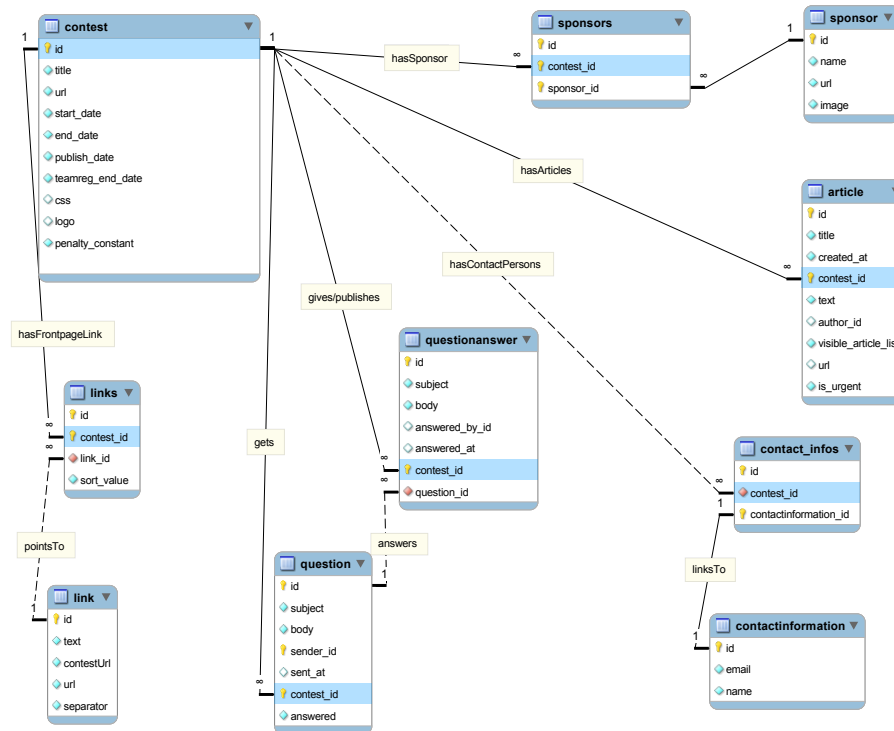 contest
1
id
title
url
start_date
end_date
publish_date
teamreg_end_date
css
logo
penalty_constant
1
hasSponsor
∞
sponsors
id
contest_id
sponsor_id
∞
1
sponsor
id
name
url
image
hasArticles
∞
article
id
title
created_at
contest_id
text
author_id
visible_article_lis
url
is_urgent
hasContactPersons
gives/publishes
hasFrontpageLink
questionanswer
id
subject
body
answered_by_id
answered_at
contest_id
question_id
∞
∞
links
id
contest_id
link_id
sort_value
∞
∞
gets
answers
pointsTo
contact_infos
id
contest_id
contactinformation_id
∞
1
linksTo
question
id
subject
body
sender_id
sent_at
contest_id
answered
1
∞
link
id
text
contestUrl
url
separator
1
contactinformation
id
email
name
1